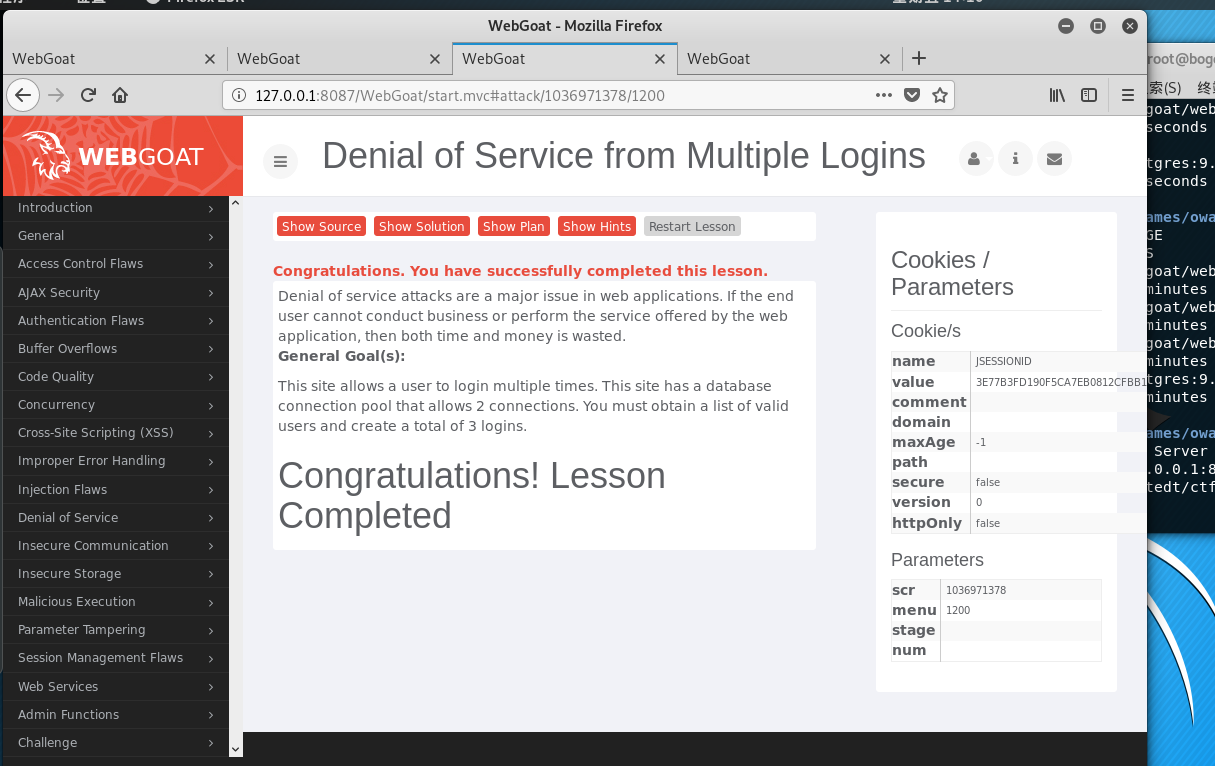 WebGoat - Mozilla Firefox
WebGoat
WebGoat
WebGoat
WebGoat
127.0.0.1:8087/WebGoat/start.mvc#attack/1036971378/1200
WEBGOAT
Denial of Service from Multiple Logins
Introduction
General
Access Control Flaws
AJAX Security
Authentication Flaws
Buffer Overflows
Code Quality
Concurrency
Cross-Site Scripting (XSS)
Improper Error Handling
Injection Flaws
Denial of Service
Insecure Communication
Insecure Storage
Malicious Execution
Parameter Tampering
Session Management Flaws
Web Services
Admin Functions
Challenge
Show Source Show Solution Show Plan Show Hints Restart Lesson
Congratulations. You have successfully completed this lesson.
Denial of service attacks are a major issue in web applications. If the end
user cannot conduct business or perform the service offered by the web
application, then both time and money is wasted.
General Goal(s):
This site allows a user to login multiple times. This site has a database
connection pool that allows 2 connections. You must obtain a list of valid
users and create a total of 3 logins.
Congratulations! Lesson
Completed
Cookies /
Parameters
Cookie/s
name JSESSIONID
value 3E77B3FD190F5CA7EB0812CFBB1
comment
domain
maxAge -1
path
secure false
version 0
httpOnly false
Parameters
scr 1036971378
menu 1200
stage
num
root@bog
索(S) 终
goat/web
seconds
tgres:9.
seconds
ames/owa
GE
S
goat/web
minutes
goat/web
minutes
goat/web
minutes
tgres:9.
minutes
ames/owa
Server
.0.0.1:8
tedt/ctf